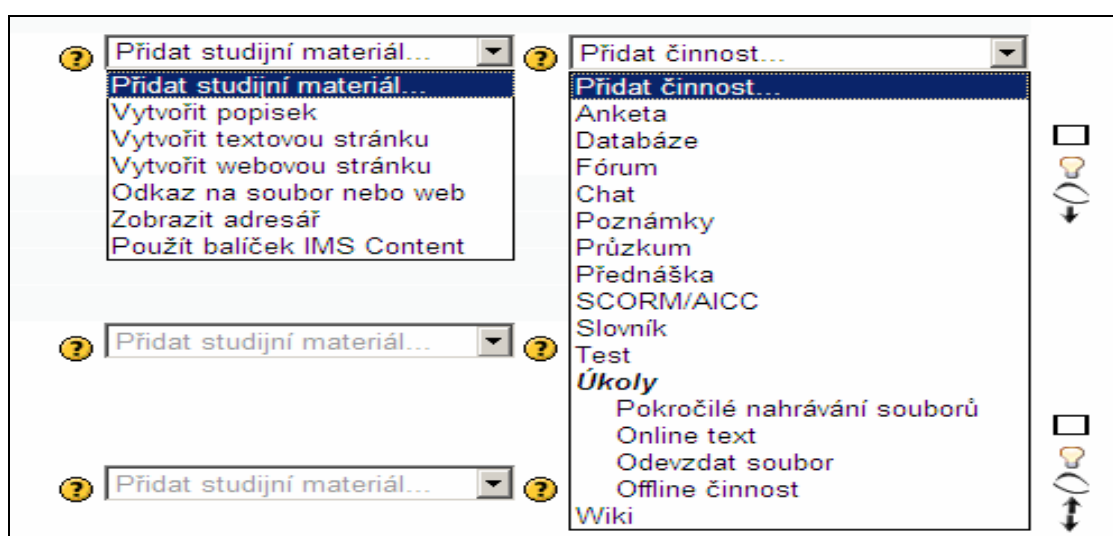 Přidat studijní materiál...
Přidat studijní materiál...
Vytvořit popisek
Vytvořit textovou stránku
Vytvořit webovou stránku
Odkaz na soubor nebo web
Zobrazit adresář
Použít balíček IMS Content
Přidat studijní materiál...
Přidat studijní materiál...
Přidat činnost...
Přidat činnost...
Anketa
Databáze
Fórum
Chat
Poznámky
Průzkum
Přednáška
SCORM/AICC
Slovník
Test
Úkoly
Pokročilé nahrávání souborů
Online text
Odevzdat soubor
Offline činnost
Wiki